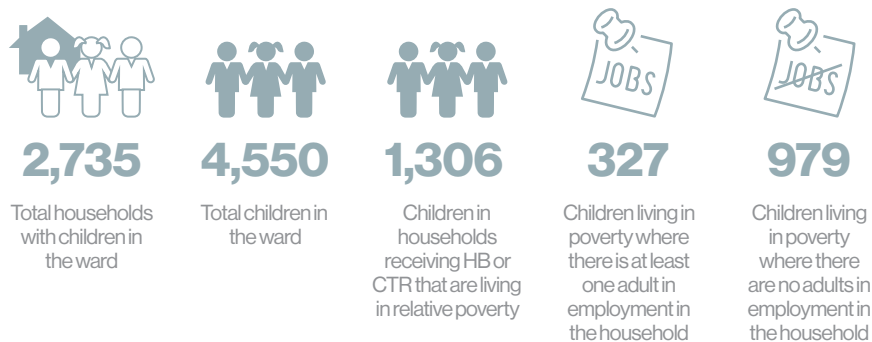 JOBS
JOBS
2,735
Total households
with children in
the ward
4,550
Total children in
the ward
1,306
Children in
households
receiving HB or
CTR that are living
in relative poverty
327
Children living in
poverty where
there is at least
one adult in
employment in
the household
979
Children living
in poverty
where there
are no adults in
employment in
the household